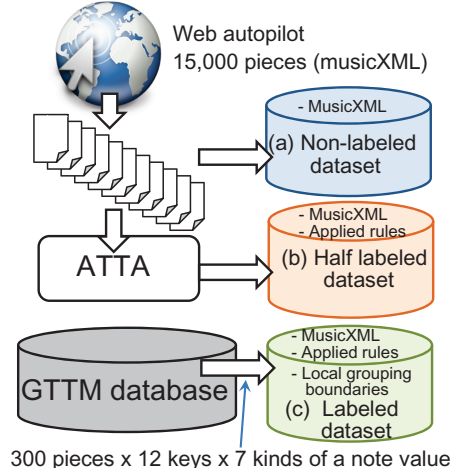 Web autopilot
15,000 pieces (musicXML)
- MusicXML
(a) Non-labeled
dataset
- MusicXML
- Applied rules
(b) Half labeled
dataset
ATTA
- MusicXML
- Applied rules
- Local grouping
boundaries
(c) Labeled
dataset
GTTM database
300 pieces x 12 keys x 7 kinds of a note value